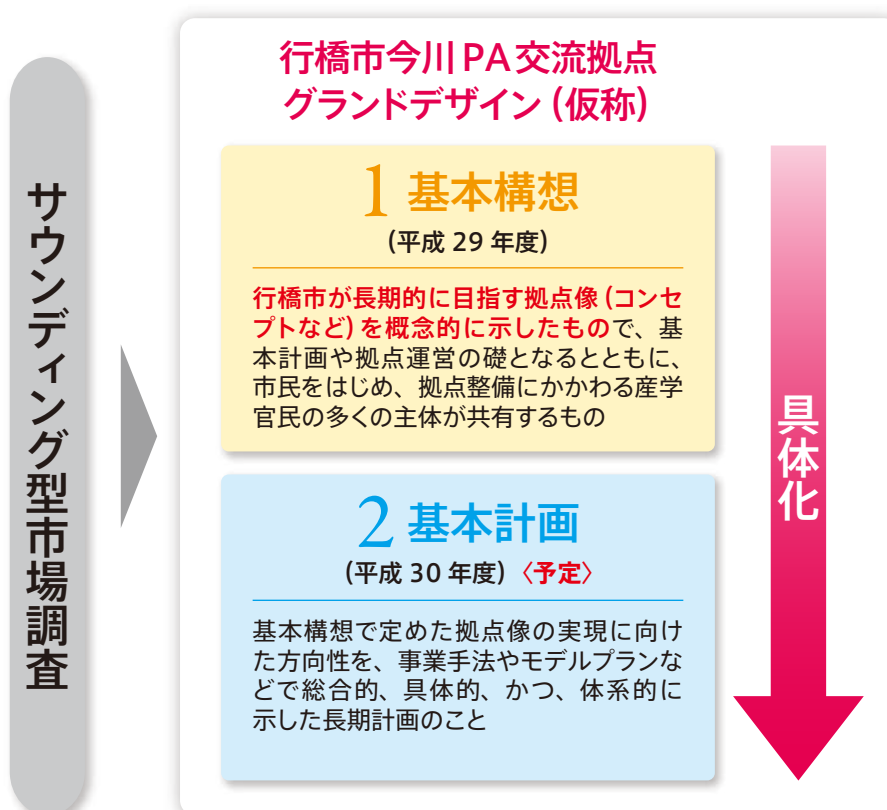 サウンディング型市場調査
行橋市今川PA交流拠点
グランドデザイン(仮称)
1 基本構想
(平成 29 年度)
行橋市が長期的に目指す拠点像(コンセ
プトなど)を概念的に示したもので、基
本計画や拠点運営の礎となるとともに、
市民をはじめ、拠点整備にかかわる産学
官民の多くの主体が共有するもの
2 基本計画
(平成 30 年度)〈予定〉
基本構想で定めた拠点像の実現に向け
た方向性を、事業手法やモデルプランな
どで総合的、具体的、かつ、体系的に
示した長期計画のこと
具体化